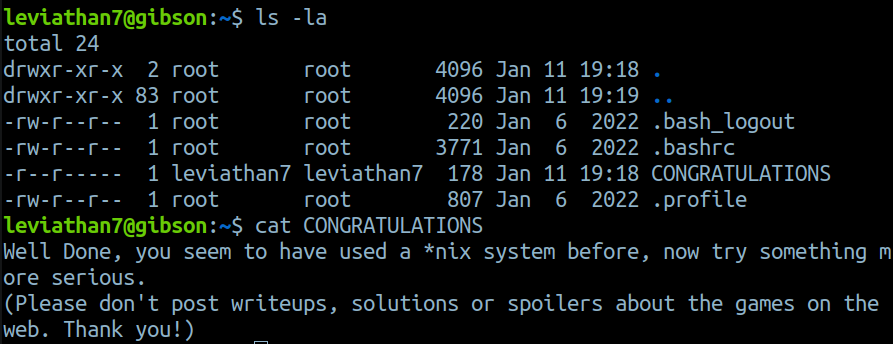 leviathan7@gibson:~$ ls -la
total 24
drwxr-xr-x  2 root       root       4096 Jan 11 19:18 .
drwxr-xr-x 83 root       root       4096 Jan 11 19:19 ..
-rw-r--r--  1 root       root        220 Jan  6  2022 .bash_logout
-rw-r--r--  1 root       root       3771 Jan  6  2022 .bashrc
-r--r-----  1 leviathan7 leviathan7  178 Jan 11 19:18 CONGRATULATIONS
-rw-r--r--  1 root       root        807 Jan  6  2022 .profile
leviathan7@gibson:~$ cat CONGRATULATIONS
Well Done, you seem to have used a *nix system before, now try something m
ore serious.
(Please don't post writeups, solutions or spoilers about the games on the
web. Thank you!)